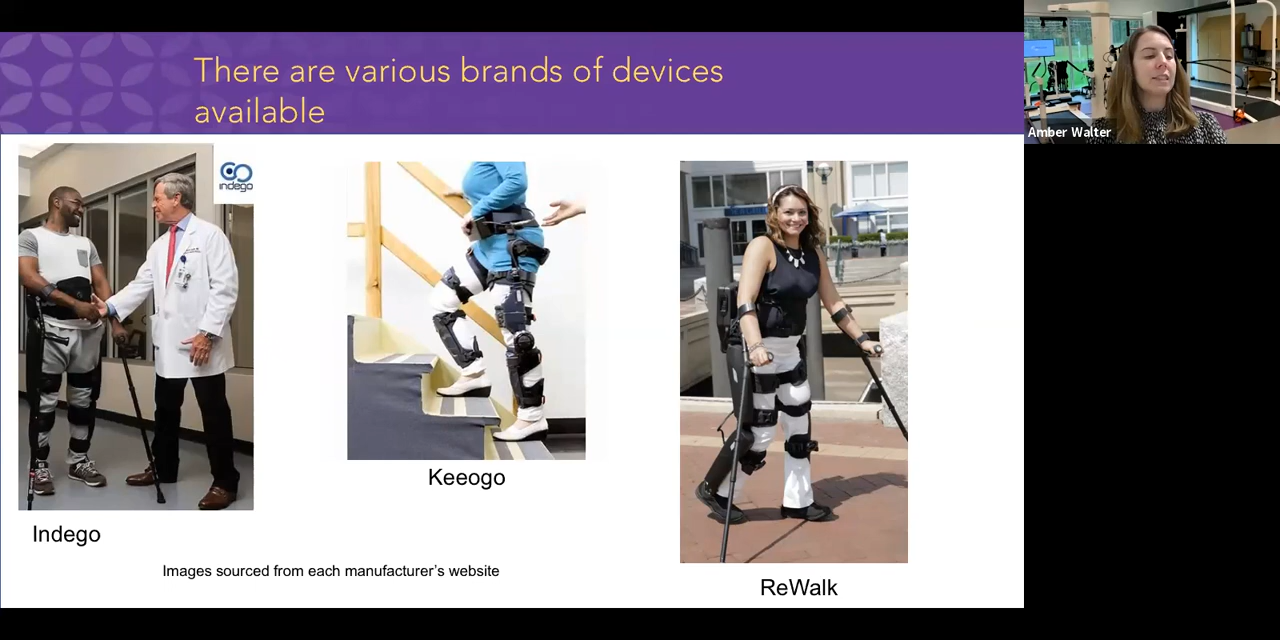 There are various brands of devices
available
Amber Walter
indego
Keeogo
Indego
Images sourced from each manufacturer's website
ReWalk